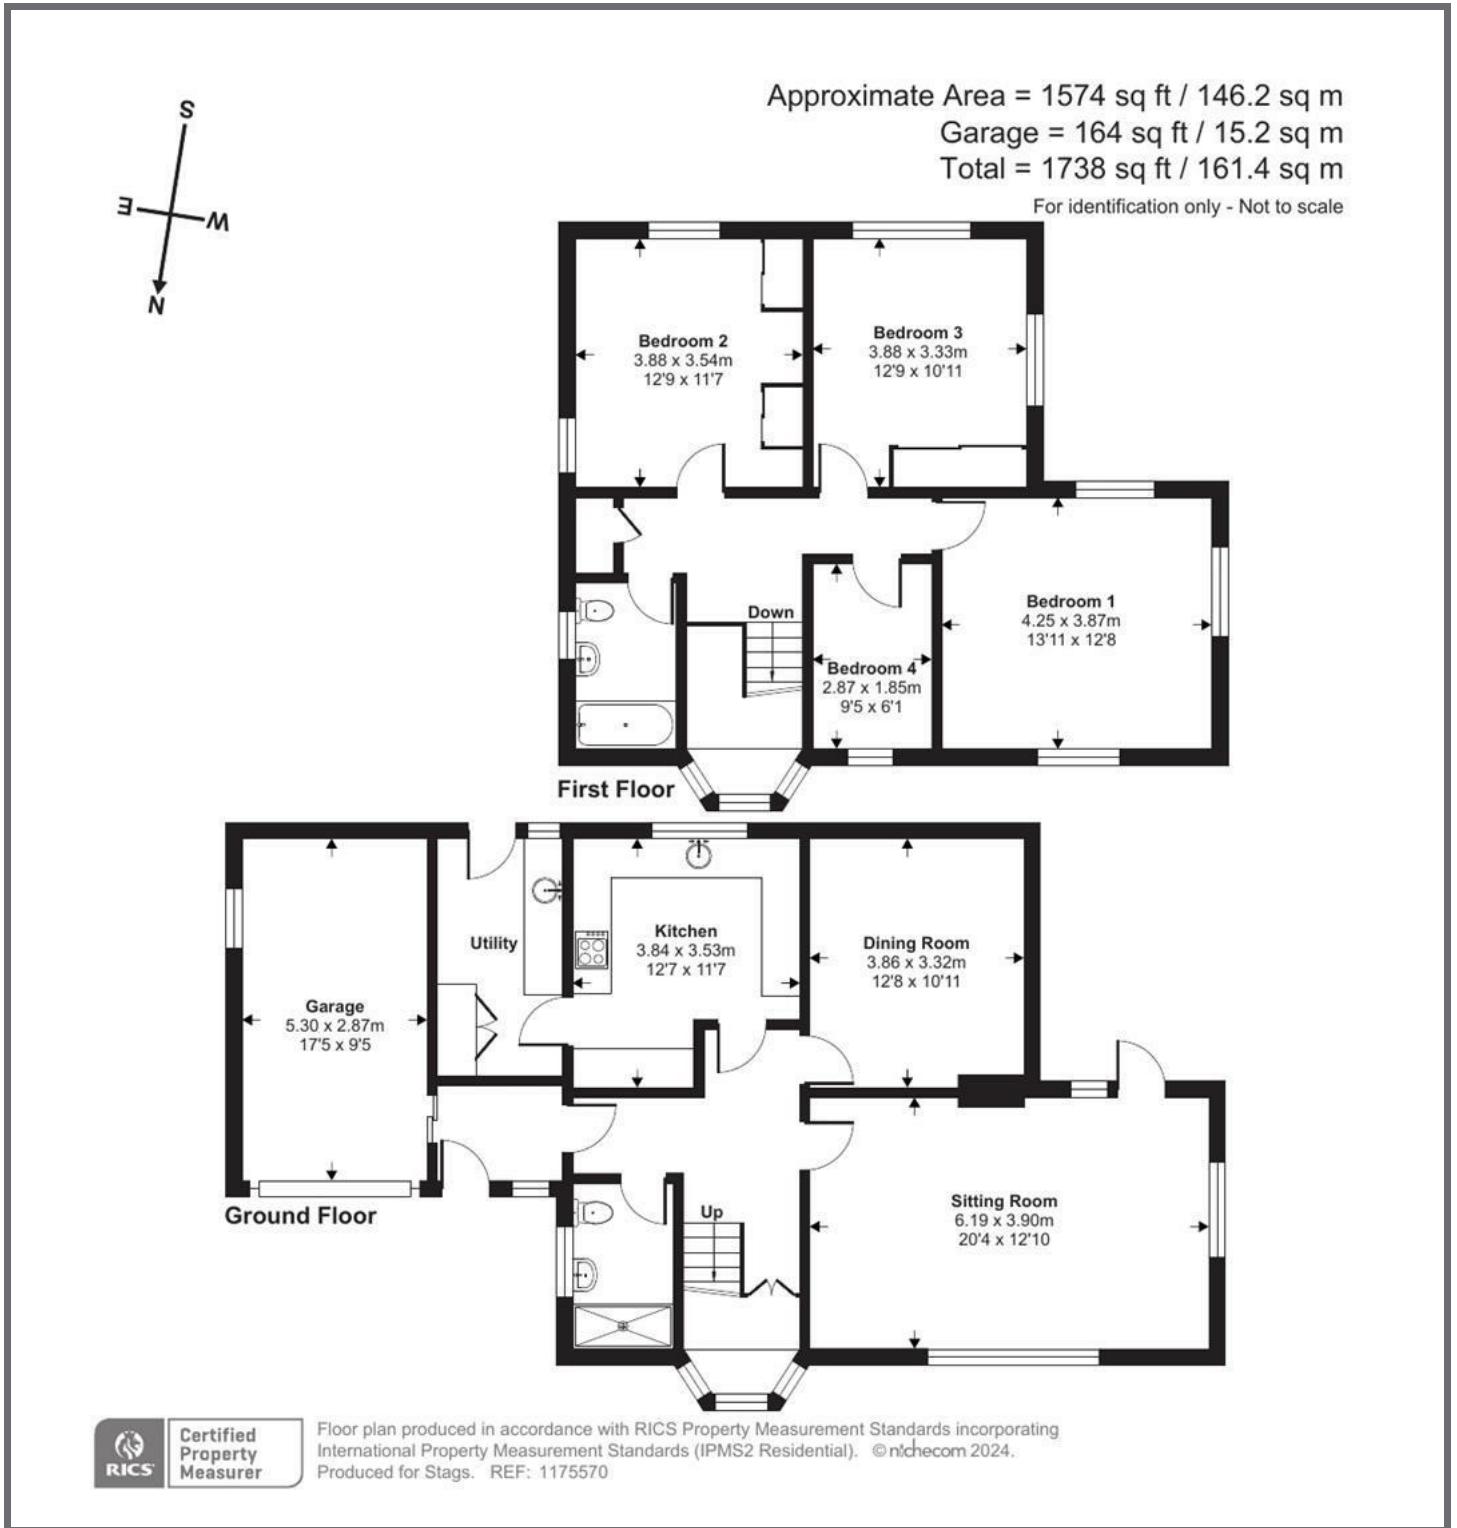 Approximate Area = 1574 sq ft / 146.2 sq m
Garage = 164 sq ft / 15.2 sq m
Total = 1738 sq ft / 161.4 sq m
For identification only - Not to scale
S
E
W
N
Bedroom 2
3.88 x 3.54m
12'9 x 11'7
Bedroom 3
3.88 x 3.33m
12'9 x 10'11
Bedroom 1
4.25 x 3.87m
13'11 x 12'8
Down
Bedroom 4
2.87 x 1.85m
9'5 x 6'1
First Floor
Utility
Kitchen
3.84 x 3.53m
12'7 x 11'7
Dining Room
3.86 x 3.32m
12'8 x 10'11
Garage
5.30 x 2.87m
17'5 x 9'5
Sitting Room
6.19 x 3.90m
20'4 x 12'10
Up
Ground Floor
RICS
Certified
Property
Measurer
Floor plan produced in accordance with RICS Property Measurement Standards incorporating
International Property Measurement Standards (IPMS2 Residential). © nichecom 2024.
Produced for Stags. REF: 1175570